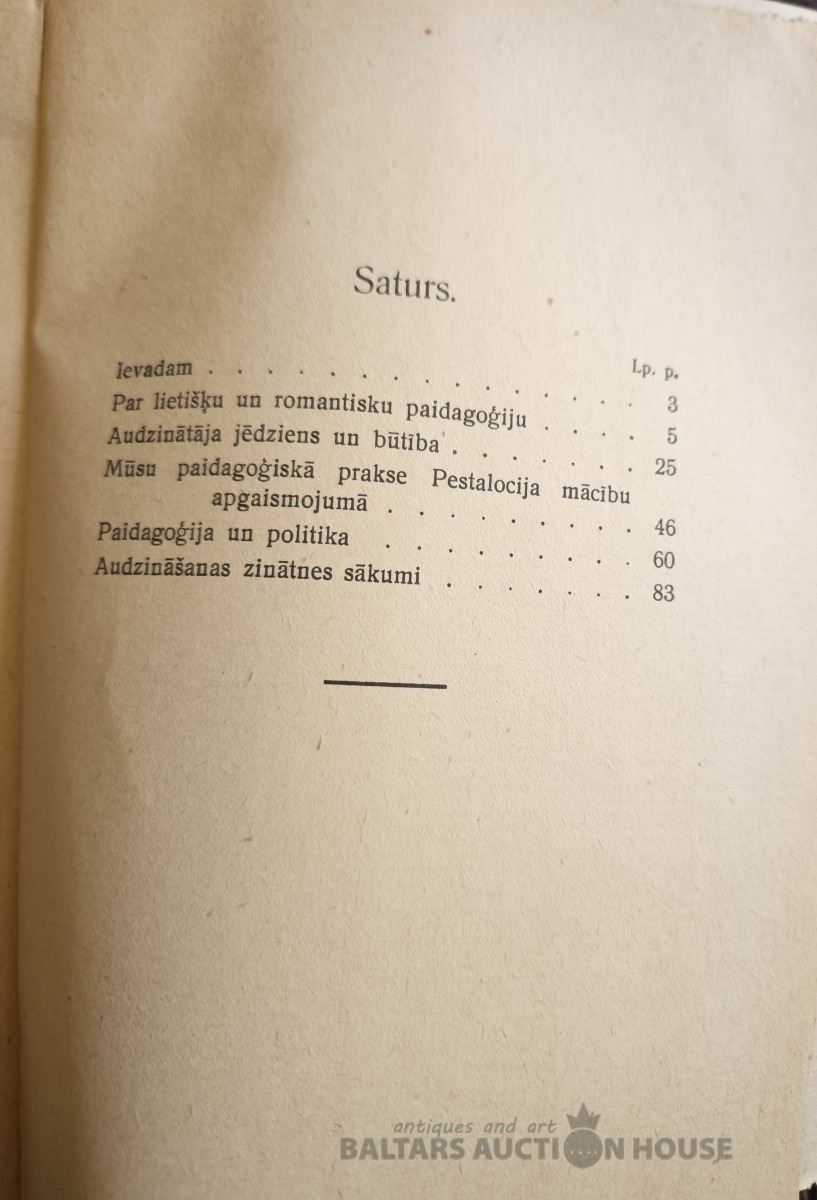 Saturs.
Lp. p.
Ievadam . . . . . . . . . . . . . . 3
Par lietišķu un romantisku paidagoģiju . . . . 5
Audzinātāja jēdziens un būtība . . . . . . . 25
Mūsu paidagoģiskā prakse Pestalocija mācību
apgaismojumā . . . . . . . . . 46
Paidagoģija un politika . . . . . . . . . 60
Audzināšanas zinātnes sākumi . . . . . . . 83
antiques and art
BALTARS AUCTION HOUSE